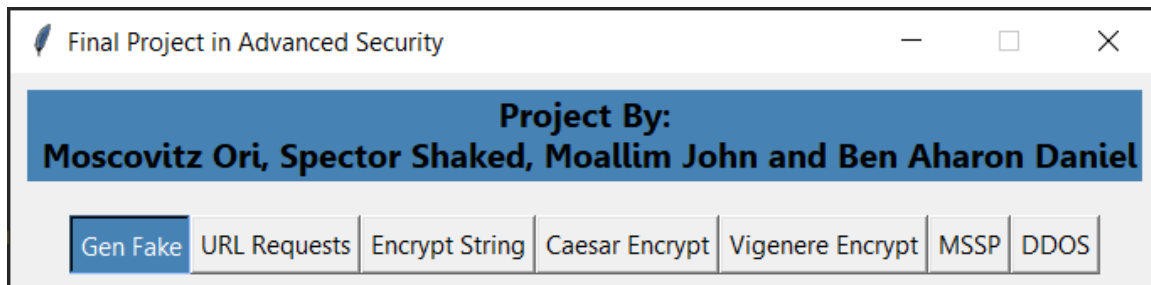 Final Project in Advanced Security
Project By:
Moscovitz Ori, Spector Shaked, Moallim John and Ben Aharon Daniel
Gen Fake URL Requests Encrypt String Caesar Encrypt Vigenere Encrypt MSSP DDOS